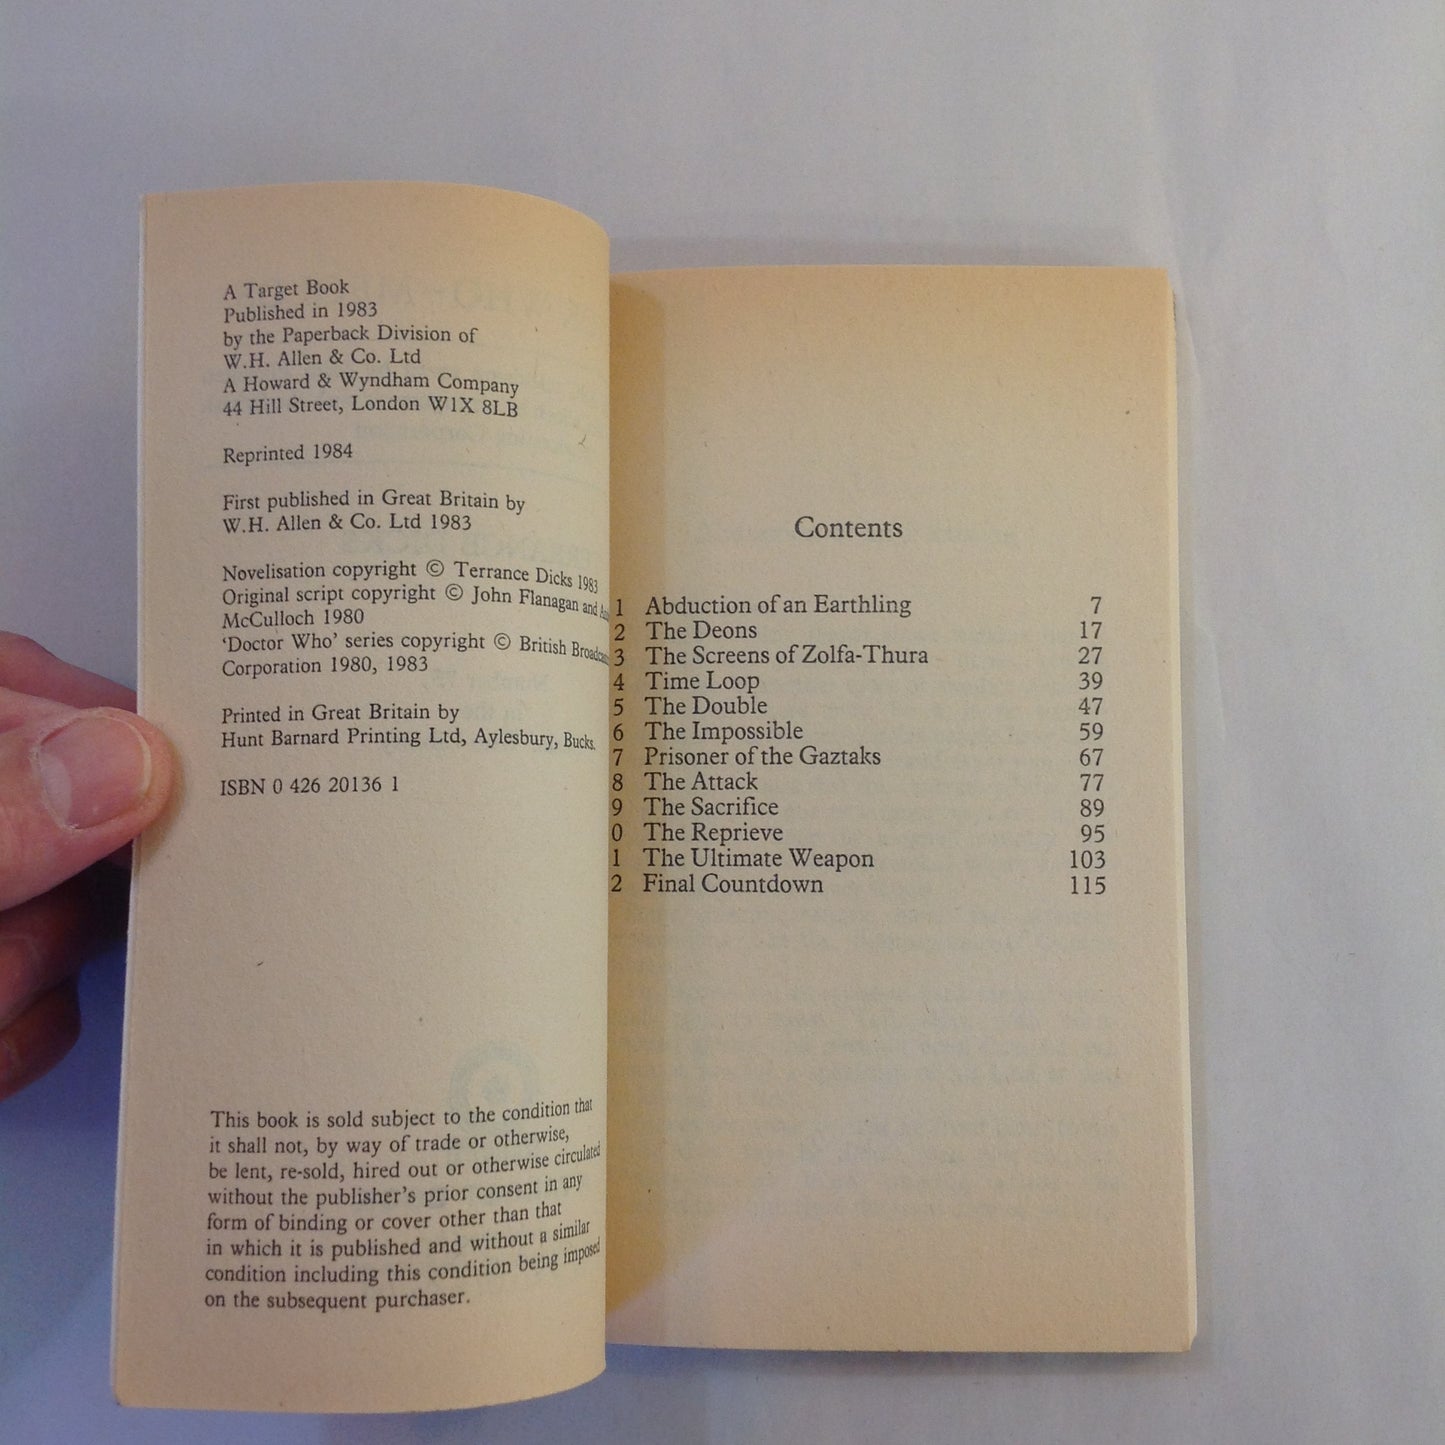 A Target Book
Published in 1983
by the Paperback Division of
W.H. Allen & Co. Ltd
A Howard & Wyndham Company
44 Hill Street, London W1X 8LB
Reprinted 1984
First published in Great Britain by
W.H. Allen & Co. Ltd 1983
Novelisation copyright © Terrance Dicks 1983
Original script copyright © John Flanagan and
McCulloch 1980
'Doctor Who' series copyright © British
Corporation 1980, 1983
Printed in Great Britain by
Hunt Barnard Printing Ltd, Aylesbury, Bucks.
ISBN 0 426 20136 1
This book is sold subject to the condition that
it shall not, by way of trade or otherwise,
be lent, re-sold, hired out or otherwise circulated
without the publisher's prior consent in any
form of binding or cover other than that
in which it is published and without a similar
condition including this condition being imposed
on the subsequent purchaser.
Contents
1 Abduction of an Earthling 7
2 The Deons 17
3 The Screens of Zolfa-Thura 27
4 Time Loop 39
5 The Double 47
6 The Impossible 59
7 Prisoner of the Gaztaks 67
8 The Attack 77
9 The Sacrifice 89
0 The Reprieve 95
1 The Ultimate Weapon 103
2 Final Countdown 115